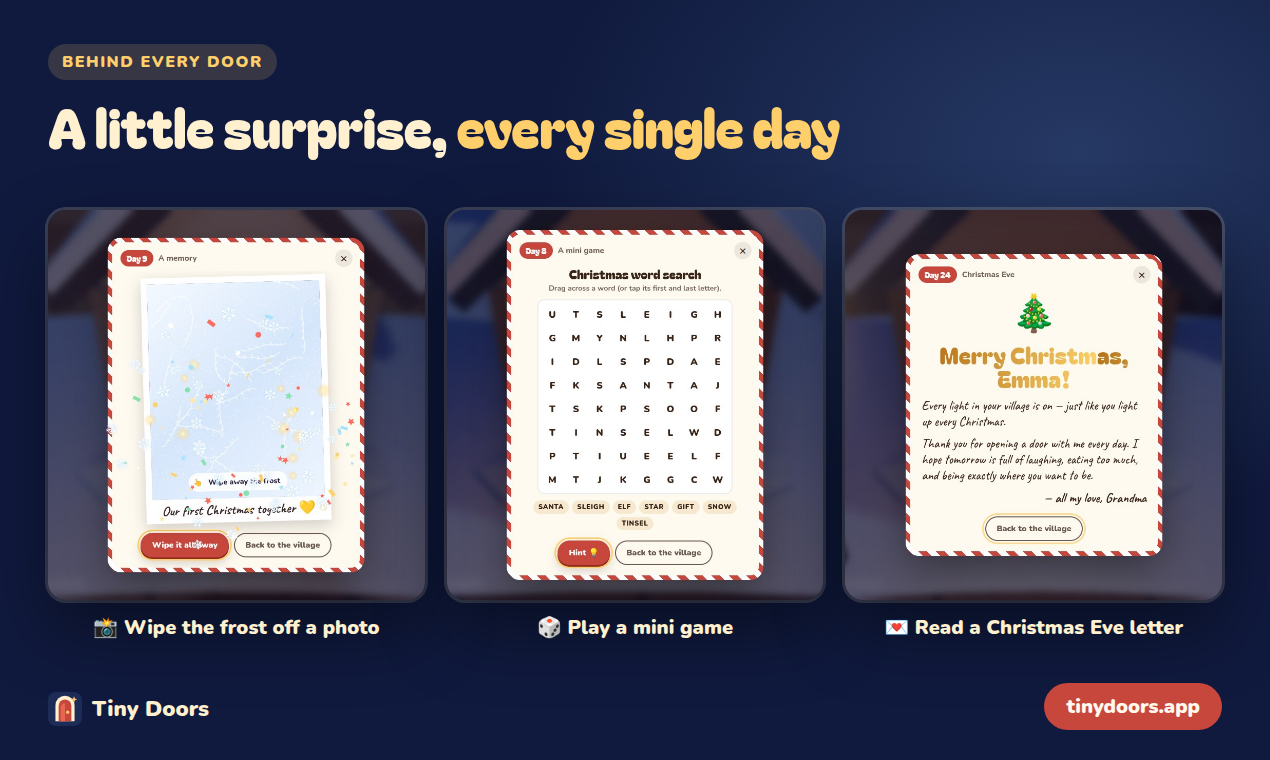 BEHIND EVERY DOOR
A little surprise, every single day
Day 9 A memory ×
Wipe away the frost
Our first Christmas together 💛
Wipe it all away Back to the village
Day 8 A mini game ×
Christmas word search
Drag across a word (or tap its first and last letter).
U T S L E I G H
G M Y N L H P R
I D L S P D A E
F K S A N T A J
T S K P S O O F
T I N S E L W D
P T I U E E L F
M T J K G G C W
SANTA SLEIGH ELF STAR GIFT SNOW
TINSEL
Hint 💡 Back to the village
Day 24 Christmas Eve ×
Merry Christmas,
Emma!
Every light in your village is on — just like you light
up every Christmas.
Thank you for opening a door with me every day. I
hope tomorrow is full of laughing, eating too much,
and being exactly where you want to be.
— all my love, Grandma
Back to the village
📸 Wipe the frost off a photo
🎲 Play a mini game
💌 Read a Christmas Eve letter
Tiny Doors
tinydoors.app